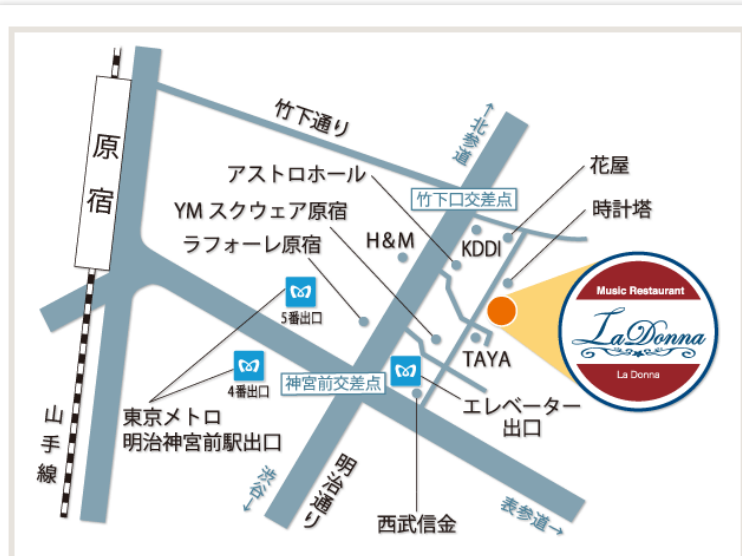 竹下通り
←北参道
原宿
アストロホール
花屋
竹下口交差点
YM スクウェア原宿
時計塔
ラフォーレ原宿
H&M
KDDI
Music Restaurant
La Donna
La Donna
5番出口
TAYA
4番出口
神宮前交差点
エレベーター
出口
山手線
東京メトロ
明治神宮前駅出口
渋谷→
明治通り
西武信金
表参道→